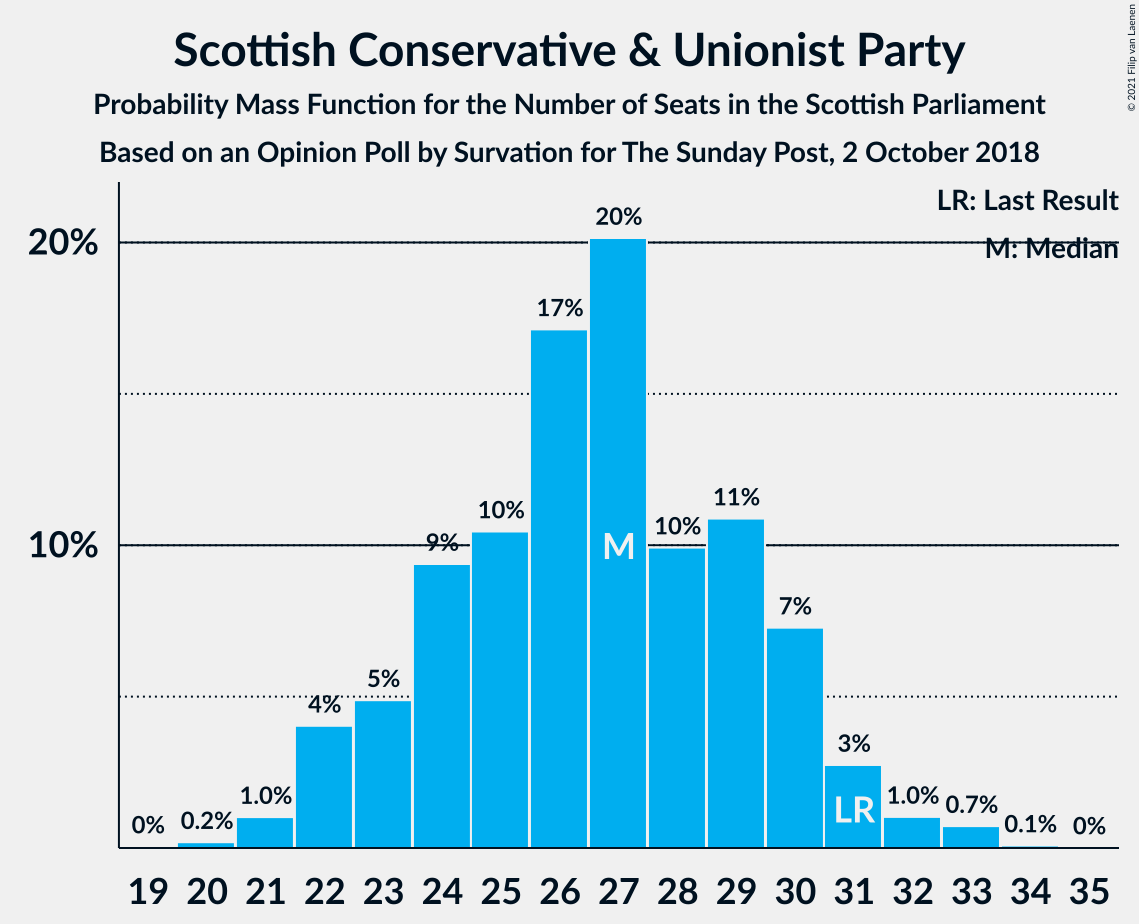 Scottish Conservative & Unionist Party
Probability Mass Function for the Number of Seats in the Scottish Parliament
Based on an Opinion Poll by Survation for The Sunday Post, 2 October 2018
© 2021 Filip van Laenen
LR: Last Result
M: Median
20%
10%
0%
0.2%
1.0%
4%
5%
9%
10%
17%
20%
10%
11%
7%
3%
1.0%
0.7%
0.1%
0%
M
LR
19 20 21 22 23 24 25 26 27 28 29 30 31 32 33 34 35